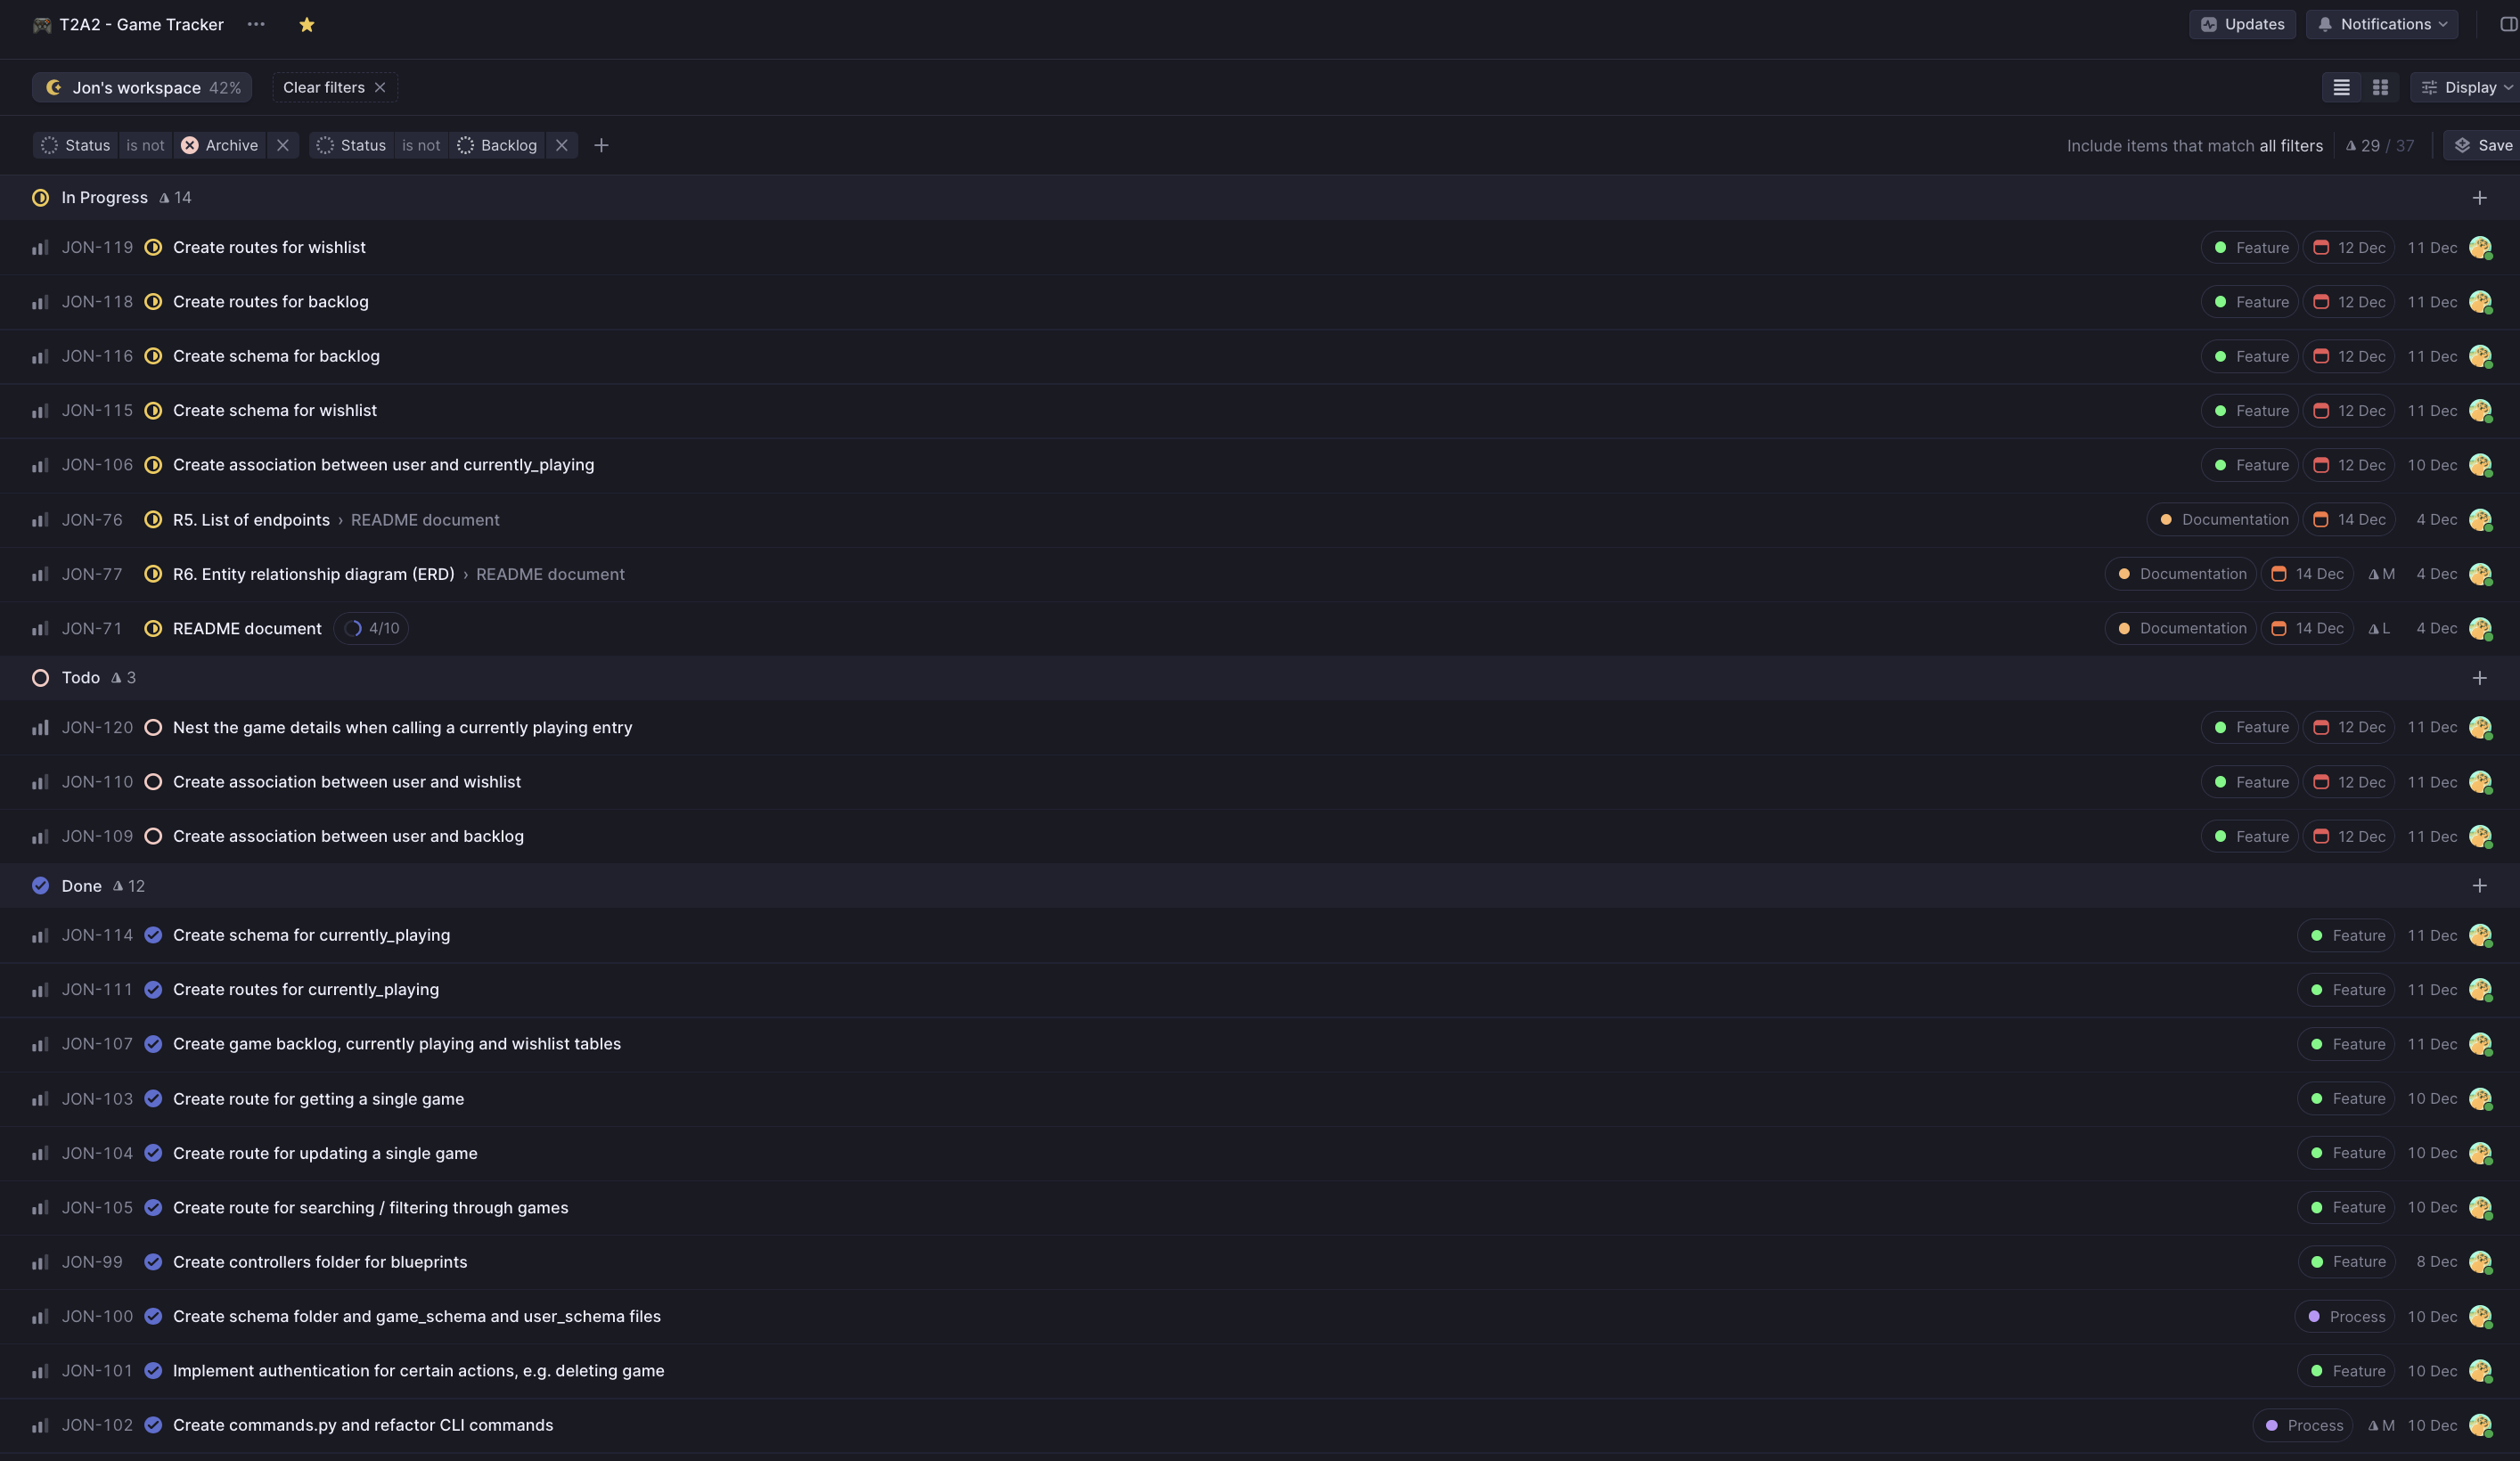 T2A2 - Game Tracker ••• Updates Notifications
Jon's workspace 42% Clear filters Display
Status is not Archive Status is not Backlog Include items that match all filters 29 / 37 Save
In Progress 14
JON-119 Create routes for wishlist Feature 12 Dec 11 Dec
JON-118 Create routes for backlog Feature 12 Dec 11 Dec
JON-116 Create schema for backlog Feature 12 Dec 11 Dec
JON-115 Create schema for wishlist Feature 12 Dec 11 Dec
JON-106 Create association between user and currently_playing Feature 12 Dec 10 Dec
JON-76 R5. List of endpoints › README document Documentation 14 Dec 4 Dec
JON-77 R6. Entity relationship diagram (ERD) › README document Documentation 14 Dec M 4 Dec
JON-71 README document 4/10 Documentation 14 Dec L 4 Dec
Todo 3
JON-120 Nest the game details when calling a currently playing entry Feature 12 Dec 11 Dec
JON-110 Create association between user and wishlist Feature 12 Dec 11 Dec
JON-109 Create association between user and backlog Feature 12 Dec 11 Dec
Done 12
JON-114 Create schema for currently_playing Feature 11 Dec
JON-111 Create routes for currently_playing Feature 11 Dec
JON-107 Create game backlog, currently playing and wishlist tables Feature 11 Dec
JON-103 Create route for getting a single game Feature 10 Dec
JON-104 Create route for updating a single game Feature 10 Dec
JON-105 Create route for searching / filtering through games Feature 10 Dec
JON-99 Create controllers folder for blueprints Feature 8 Dec
JON-100 Create schema folder and game_schema and user_schema files Process 10 Dec
JON-101 Implement authentication for certain actions, e.g. deleting game Feature 10 Dec
JON-102 Create commands.py and refactor CLI commands Process M 10 Dec